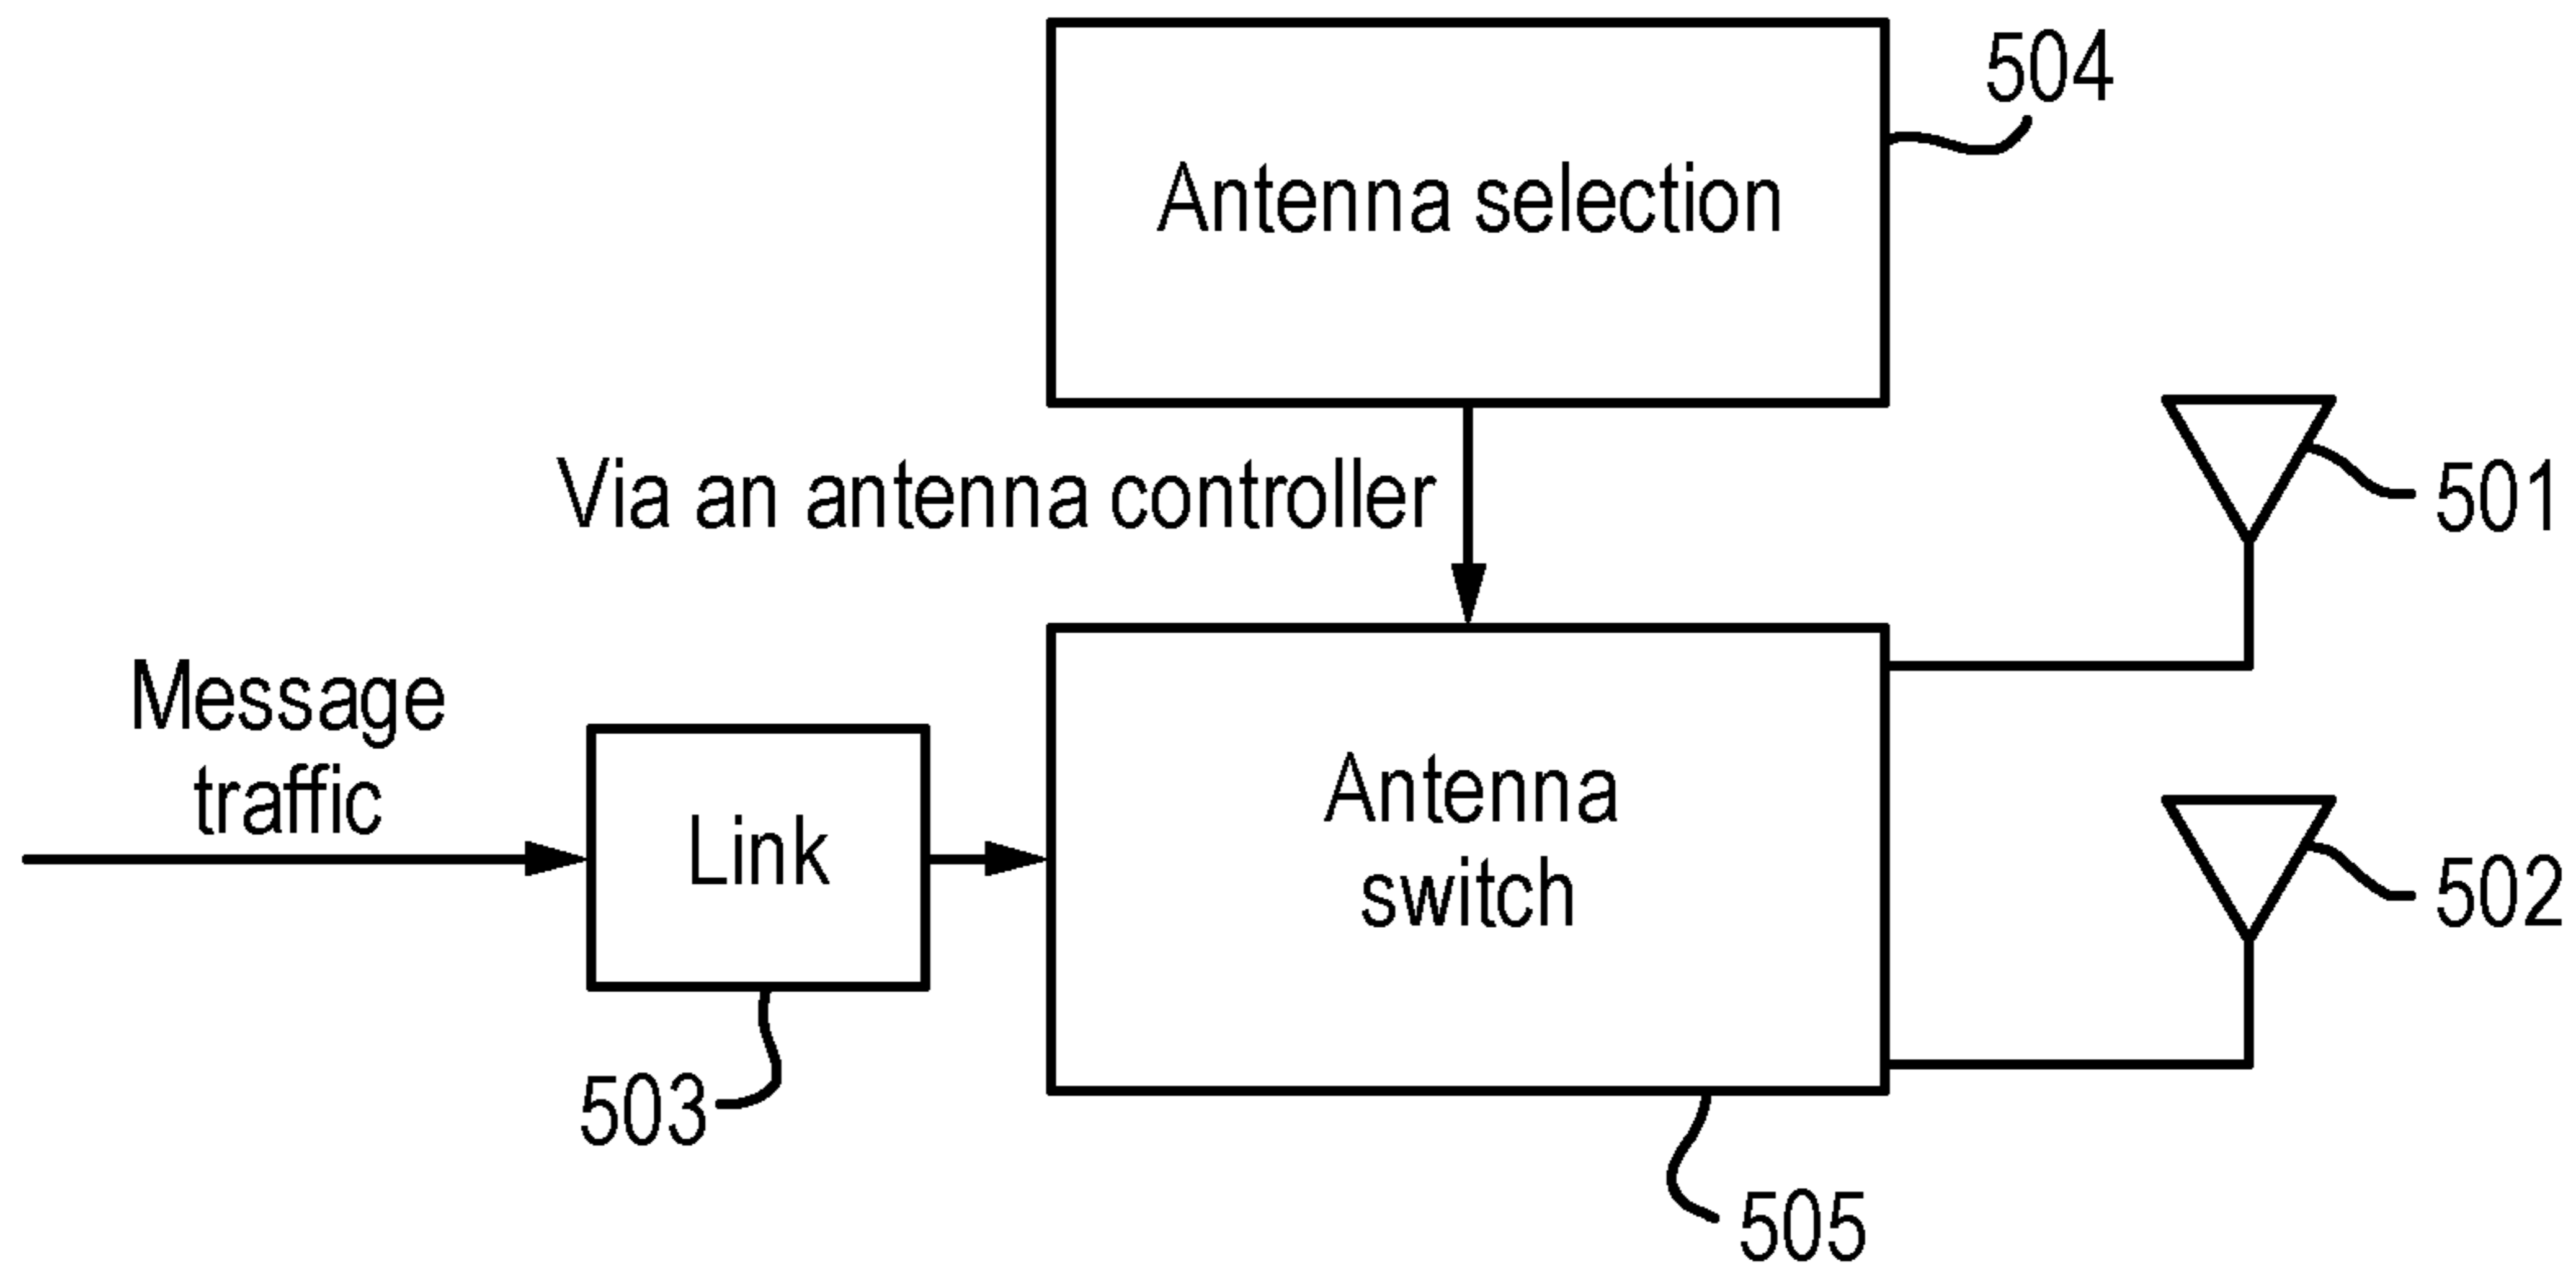 504
Antenna selection
Via an antenna controller
501
Message
traffic
Link
Antenna
switch
502
503
505